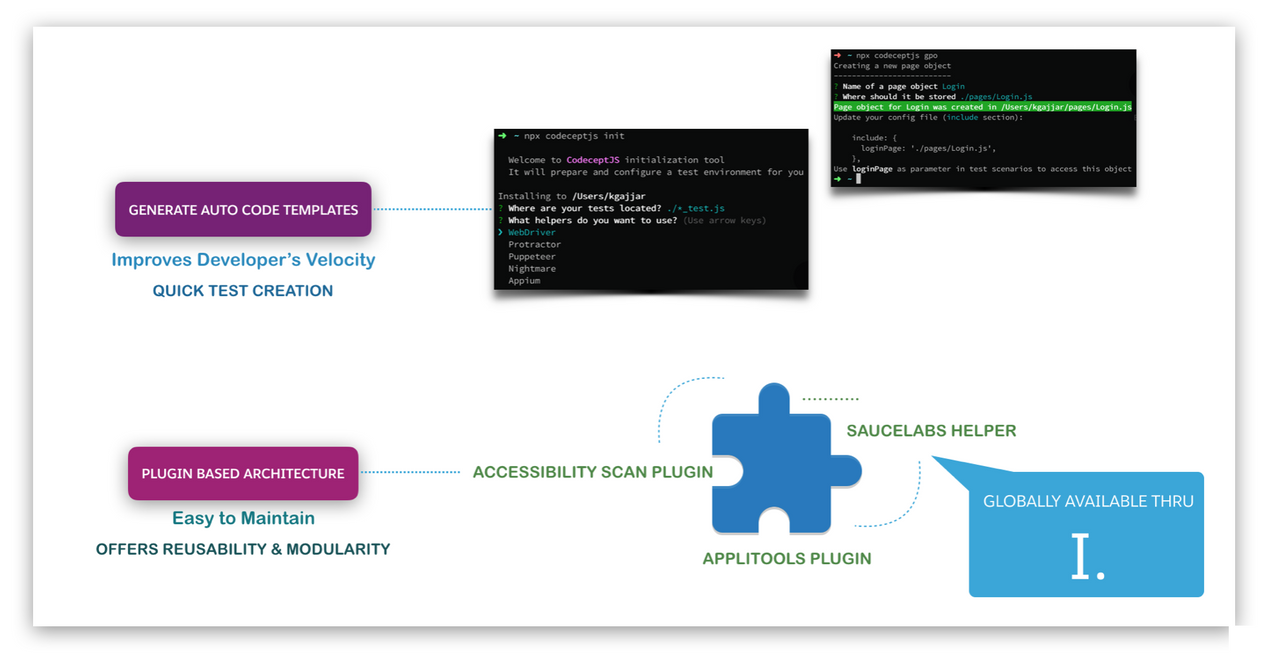 GENERATE AUTO CODE TEMPLATES
Improves Developer's Velocity
QUICK TEST CREATION
➜ ~ npx codeceptjs init
Welcome to CodeceptJS initialization tool
It will prepare and configure a test environment for you
Installing to /Users/kgajjar
? Where are your tests located? ./*_test.js
? What helpers do you want to use? (Use arrow keys)
❯ WebDriver
Protractor
Puppeteer
Nightmare
Appium
➜ ~ npx codeceptjs gpo
Creating a new page object
--------------------------
? Name of a page object Login
? Where should it be stored ./pages/Login.js
Page object for Login was created in /Users/kgajjar/pages/Login.js
Update your config file (include section):
include: {
loginPage: './pages/Login.js',
},
Use loginPage as parameter in test scenarios to access this object
➜ ~
PLUGIN BASED ARCHITECTURE
Easy to Maintain
OFFERS REUSABILITY & MODULARITY
ACCESSIBILITY SCAN PLUGIN
SAUCELABS HELPER
APPLITOOLS PLUGIN
GLOBALLY AVAILABLE THRU
I.